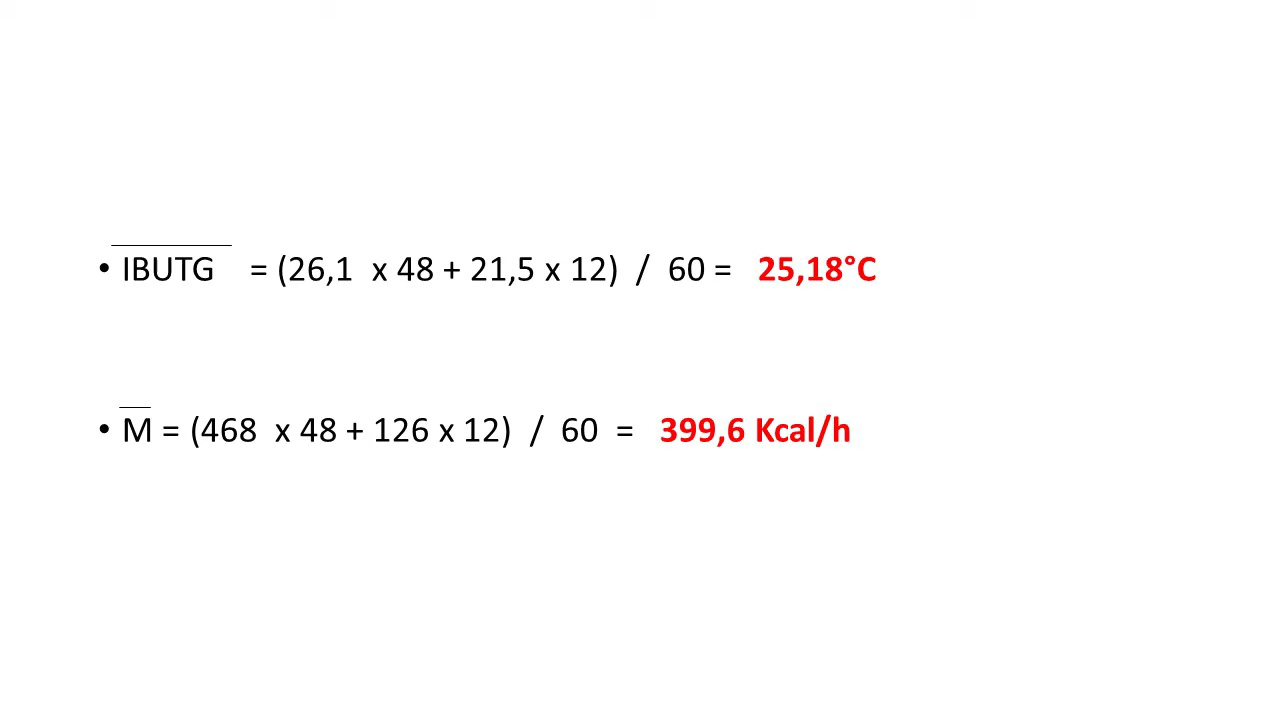 • IBUTG = (26,1 x 48 + 21,5 x 12) / 60 = 25,18°C
• M = (468 x 48 + 126 x 12) / 60 = 399,6 Kcal/h